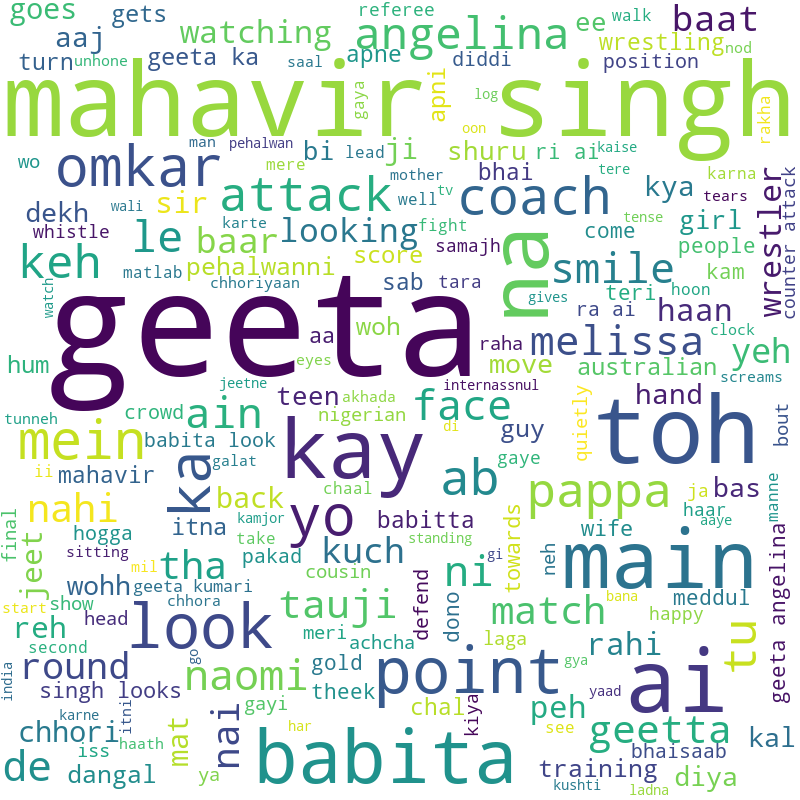 goes gets watching referee angelina ee walk baat
aaj apne wrestling
turn unhone geeta ka saal diddi position nod
mahavir singh
gaya apni log oon rakha
man pehalwan bi lead ji shuru ri ai kaise
wo omkar mere mother bhai tere karna
sir attack well tv coach kya tears wrestler counter attack
dekh wali karte fight come tense girl
whistle le baar looking samajh people
keh matlab pehalwanni score na smile kam
chhoriyaan sab tara teri hoon
watch geeta aa woh gives ra ai haan
raha melissa clock yeh
hum eyes move australian
jeetne internassnul screams
teen akhada hand
tunneh crowd ain nigerian face toh
mein babita look kay di guy quietly bout
ii mahavir ka galat gaye
nahi chaal ab pappa ja bas manne
back yo babitta haar
final jeet hogga itna kamjor standing towards wife aaye
sitting tha take pakad kuch gi neh main
mil wohh geeta kumari cousin ni
start show chhora tauji defend dono bana meddul
reh head look meri match happy tu geeta angelina
second go achcha laga rahi
india round naomi gold point gya ai
singh looks theek yaad
karne itni gayi chal kiya peh geetta
chhori mat nai har see kal
iss haath babita bhaisaab
de dangal ya training diya
kushti ladna